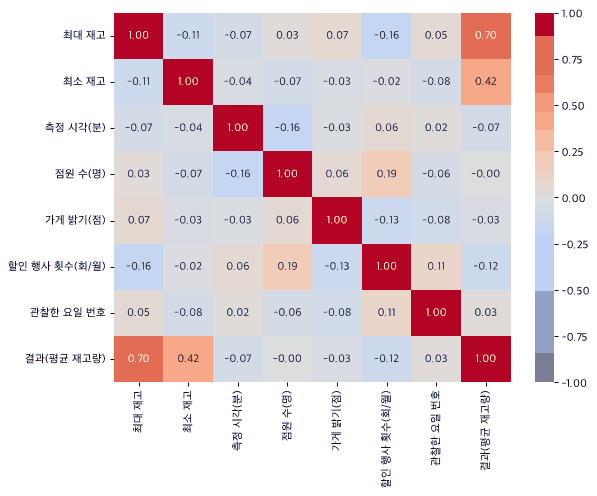 최대 재고 1.00 -0.11 -0.07 0.03 0.07 -0.16 0.05 0.70
최소 재고 -0.11 1.00 -0.04 -0.07 -0.03 -0.02 -0.08 0.42
측정 시각(분) -0.07 -0.04 1.00 -0.16 -0.03 0.06 0.02 -0.07
점원 수(명) 0.03 -0.07 -0.16 1.00 0.06 0.19 -0.06 -0.00
가게 밝기(점) 0.07 -0.03 -0.03 0.06 1.00 -0.13 -0.08 -0.03
할인 행사 횟수(회/월) -0.16 -0.02 0.06 0.19 -0.13 1.00 0.11 -0.12
관찰한 요일 번호 0.05 -0.08 0.02 -0.06 -0.08 0.11 1.00 0.03
결과(평균 재고량) 0.70 0.42 -0.07 -0.00 -0.03 -0.12 0.03 1.00
최대 재고
최소 재고
측정 시각(분)
점원 수(명)
가게 밝기(점)
할인 행사 횟수(회/월)
관찰한 요일 번호
결과(평균 재고량)
1.00
0.75
0.50
0.25
0.00
-0.25
-0.50
-0.75
-1.00